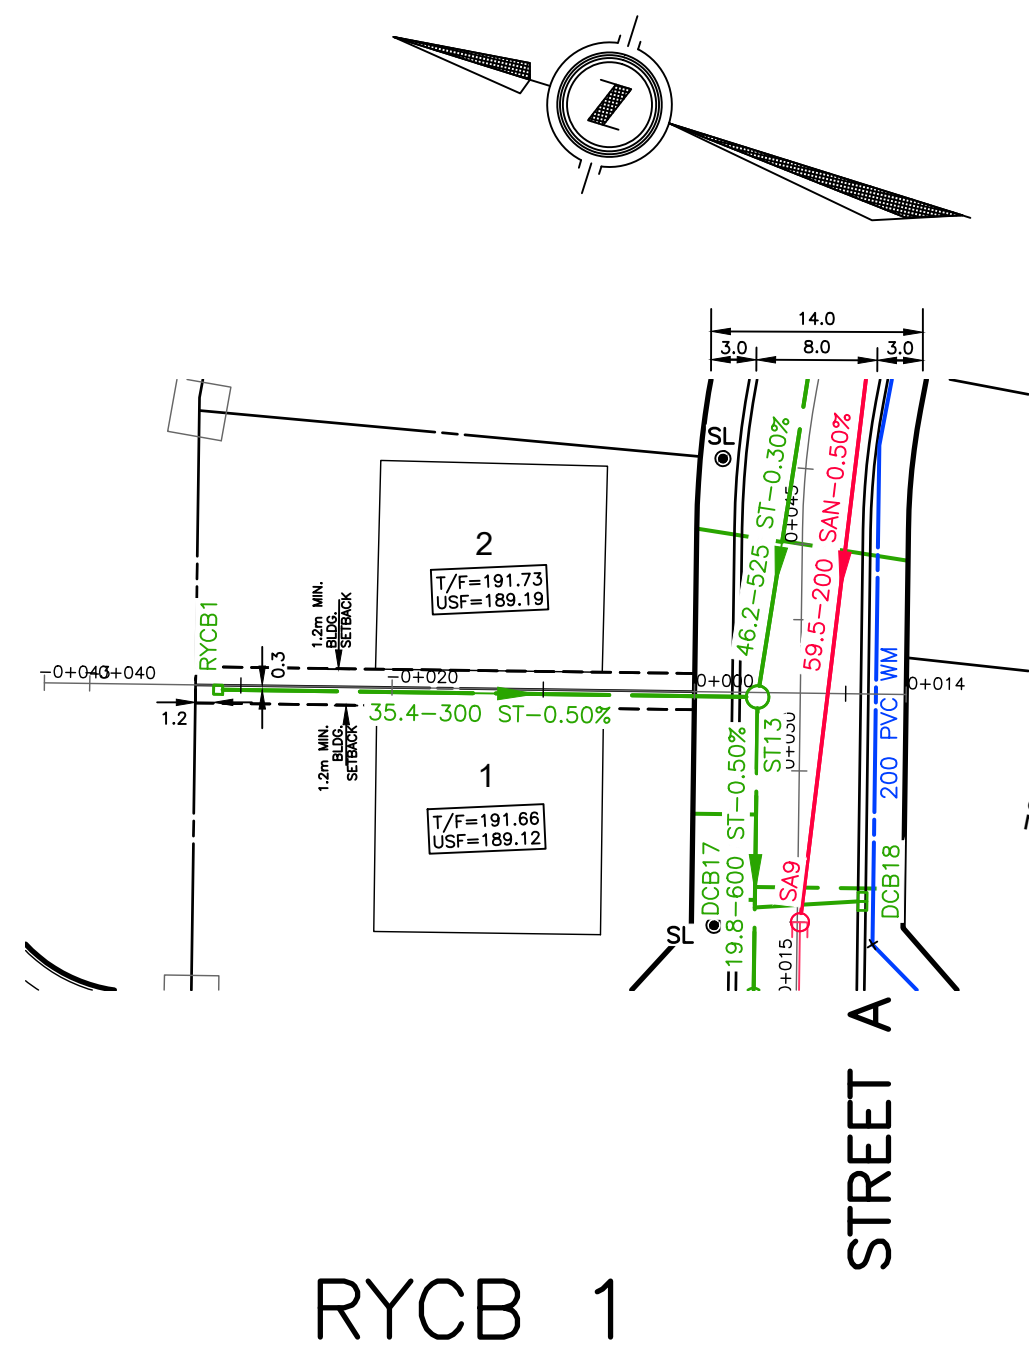 Z
14.0
3.0
8.0
3.0
SL
46.2-525 ST-0.30%
0+045
59.5-200 SAN-0.50%
2
T/F=191.73
USF=189.19
1.2m MIN.
BLDG.
SETBACK
RYCB1
0.3
-0+040
-0+020
0+000
0+014
1.2
35.4-300 ST-0.50%
1.2m MIN.
BLDG.
SETBACK
ST13
0+030
200 PVC WM
1
T/F=191.66
USF=189.12
DCB17
19.8-600 ST-0.50%
SA9
DCB18
SL
0+015
STREET A
RYCB 1